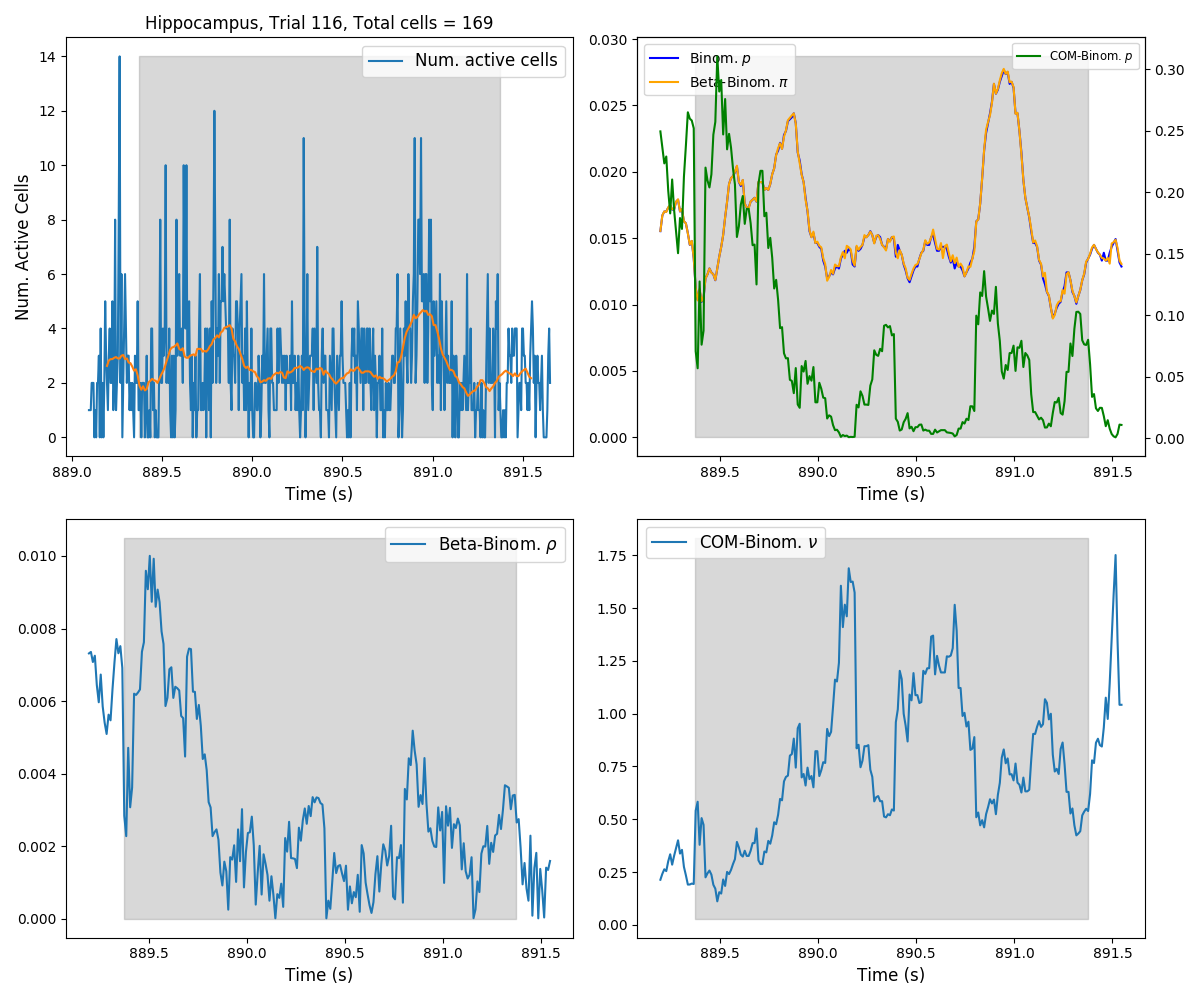 Hippocampus, Trial 116, Total cells = 169
Num. active cells
Num. Active Cells
14
12
10
8
6
4
2
0
889.0 889.5 890.0 890.5 891.0 891.5
Time (s)
Binom. p
Beta-Binom. π
COM-Binom. p
0.030
0.025
0.020
0.015
0.010
0.005
0.000
0.30
0.25
0.20
0.15
0.10
0.05
0.00
889.5 890.0 890.5 891.0 891.5
Time (s)
Beta-Binom. ρ
0.010
0.008
0.006
0.004
0.002
0.000
889.5 890.0 890.5 891.0 891.5
Time (s)
COM-Binom. ν
1.75
1.50
1.25
1.00
0.75
0.50
0.25
0.00
889.5 890.0 890.5 891.0 891.5
Time (s)